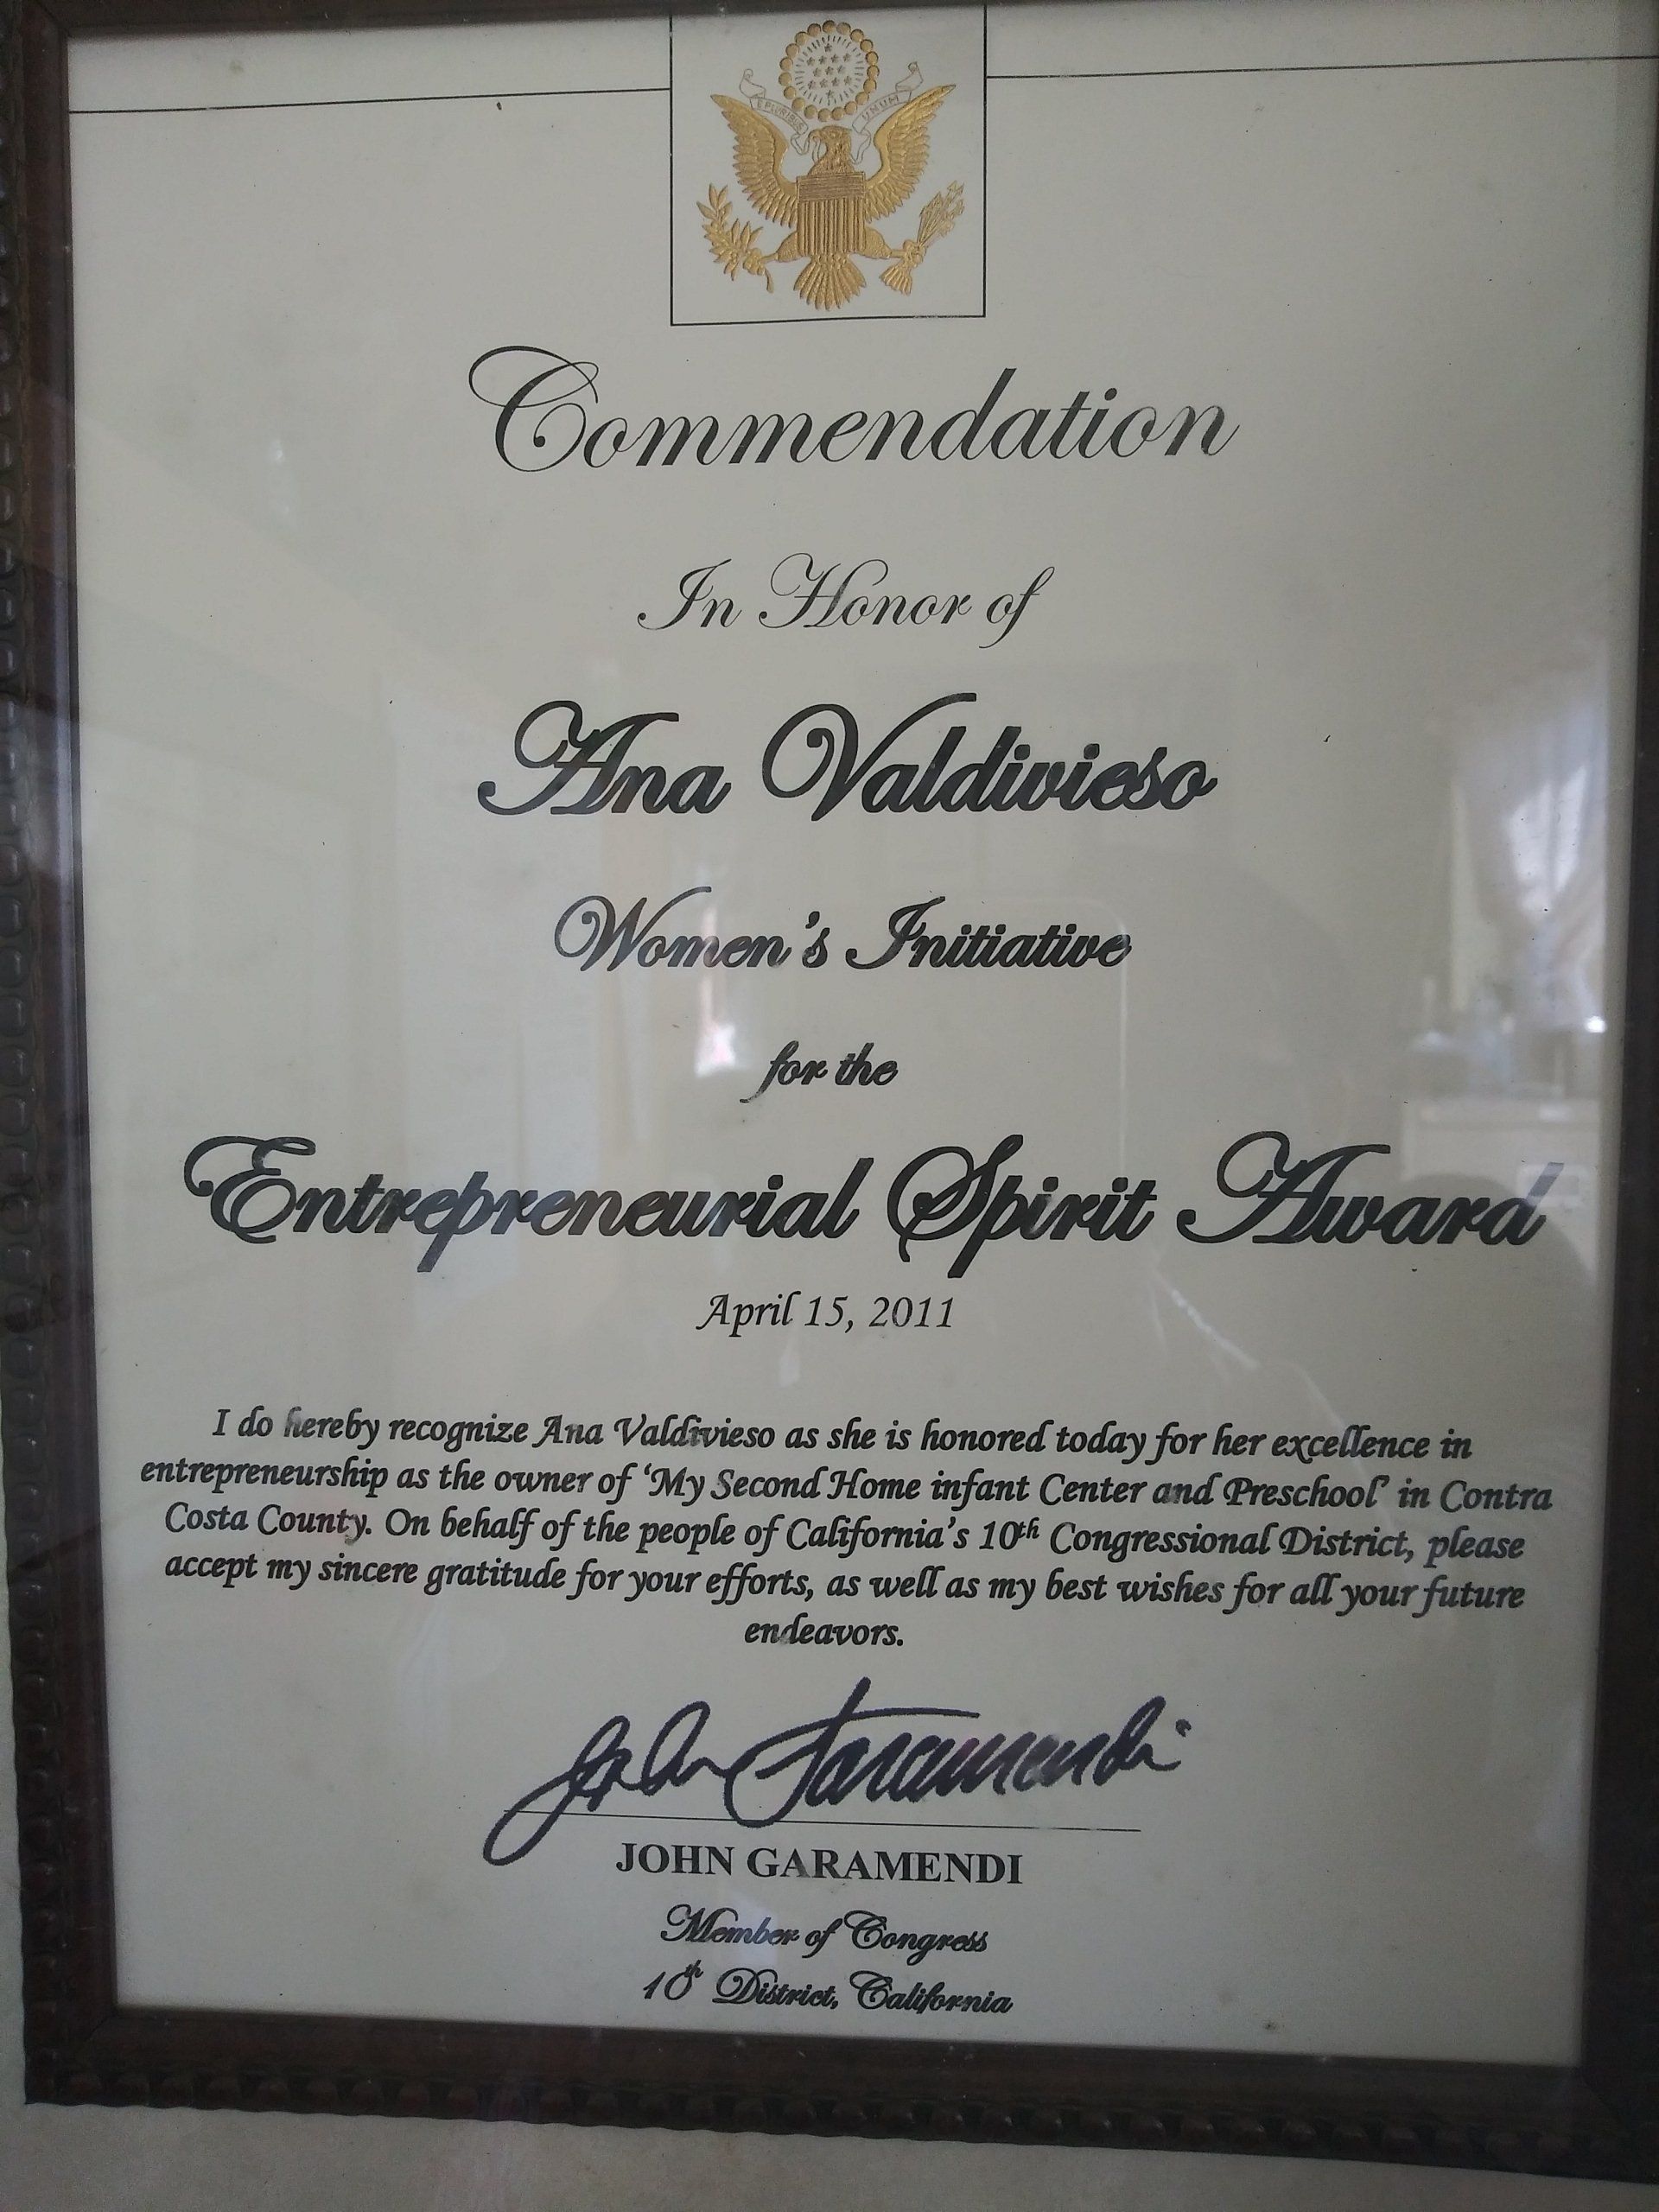 E PLURIBUS UNUM
Commendation
In Honor of
Ana Valdivieso
Women's Initiative
for the
Entrepreneurial Spirit Award
April 15, 2011
I do hereby recognize Ana Valdivieso as she is honored today for her excellence in
entrepreneurship as the owner of ‘My Second Home infant Center and Preschool’ in Contra
Costa County. On behalf of the people of California's 10th Congressional District, please
accept my sincere gratitude for your efforts, as well as my best wishes for all your future
endeavors.
John Garamendi
JOHN GARAMENDI
Member of Congress
10th District, California